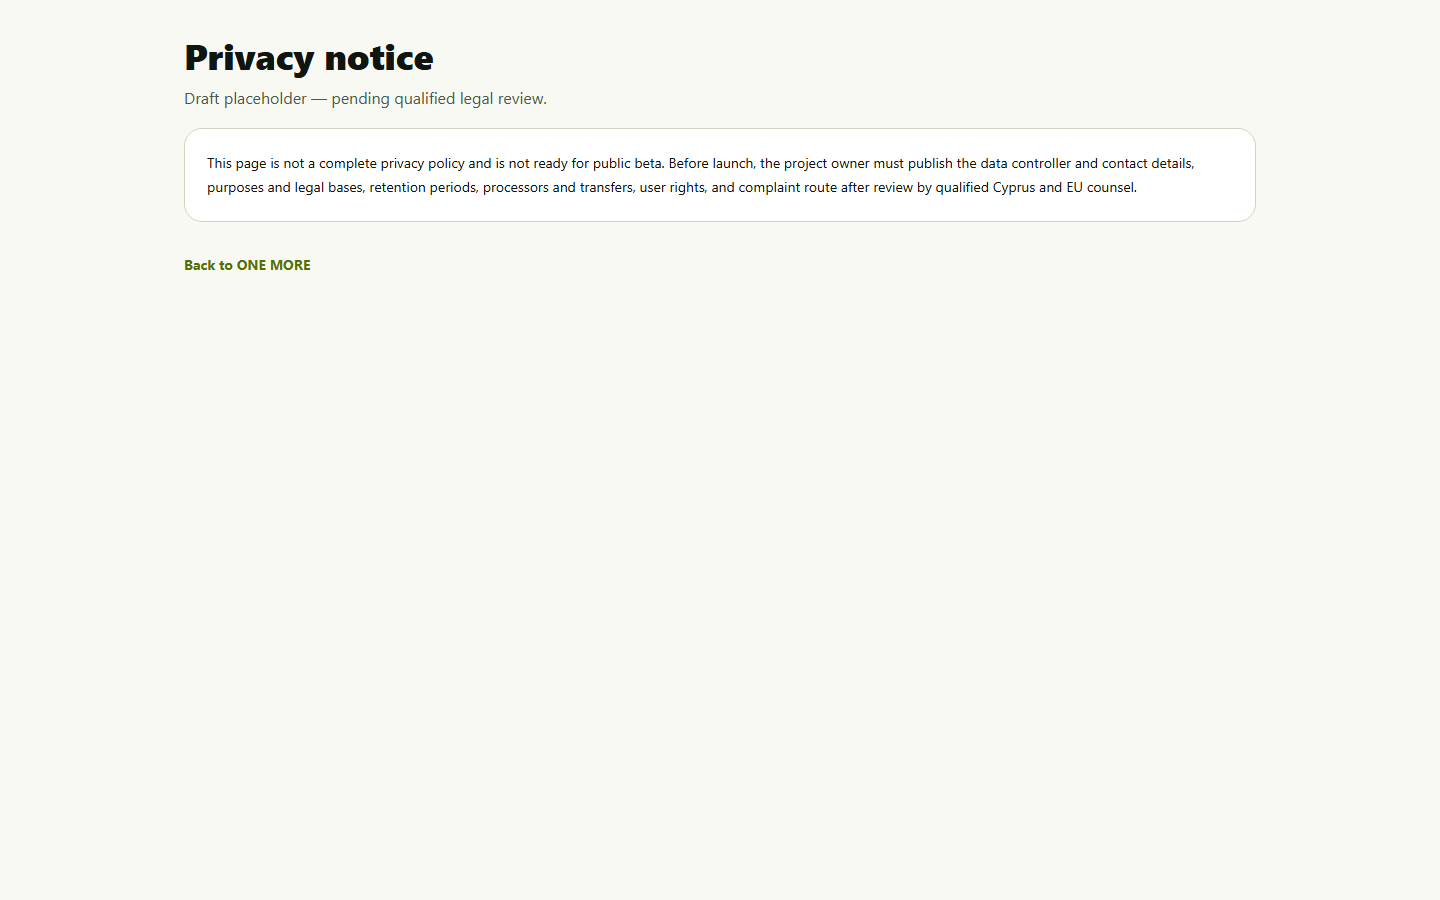 Privacy notice
Draft placeholder — pending qualified legal review.
This page is not a complete privacy policy and is not ready for public beta. Before launch, the project owner must publish the data controller and contact details,
purposes and legal bases, retention periods, processors and transfers, user rights, and complaint route after review by qualified Cyprus and EU counsel.
Back to ONE MORE